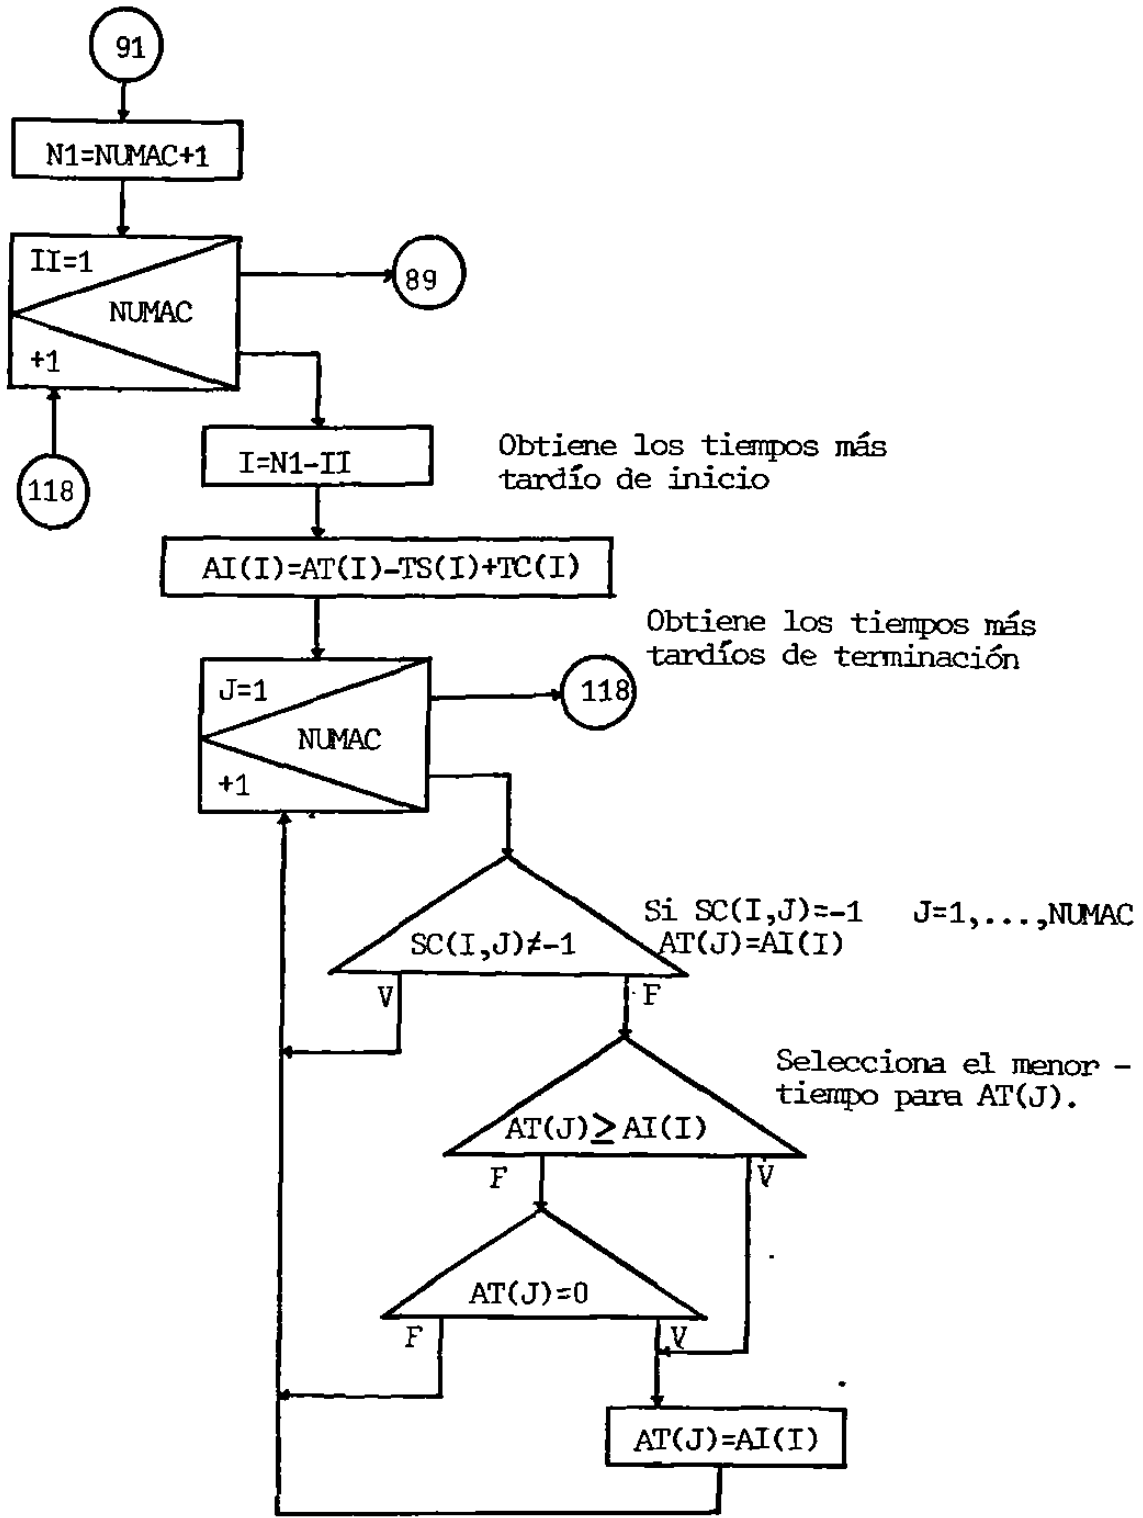 91
N1=NUMAC+1
II=1
NUMAC
+1
89
118
I=N1-II
Obtiene los tiempos más
tardío de inicio
AI(I)=AT(I)-TS(I)+TC(I)
Obtiene los tiempos más
tardíos de terminación
J=1
NUMAC
+1
118
SC(I,J)≠-1
Si SC(I,J)=-1 J=1,...,NUMAC
AT(J)=AI(I)
V
F
Selecciona el menor -
tiempo para AT(J).
AT(J)≥AI(I)
F
V
AT(J)=0
F
V
AT(J)=AI(I)